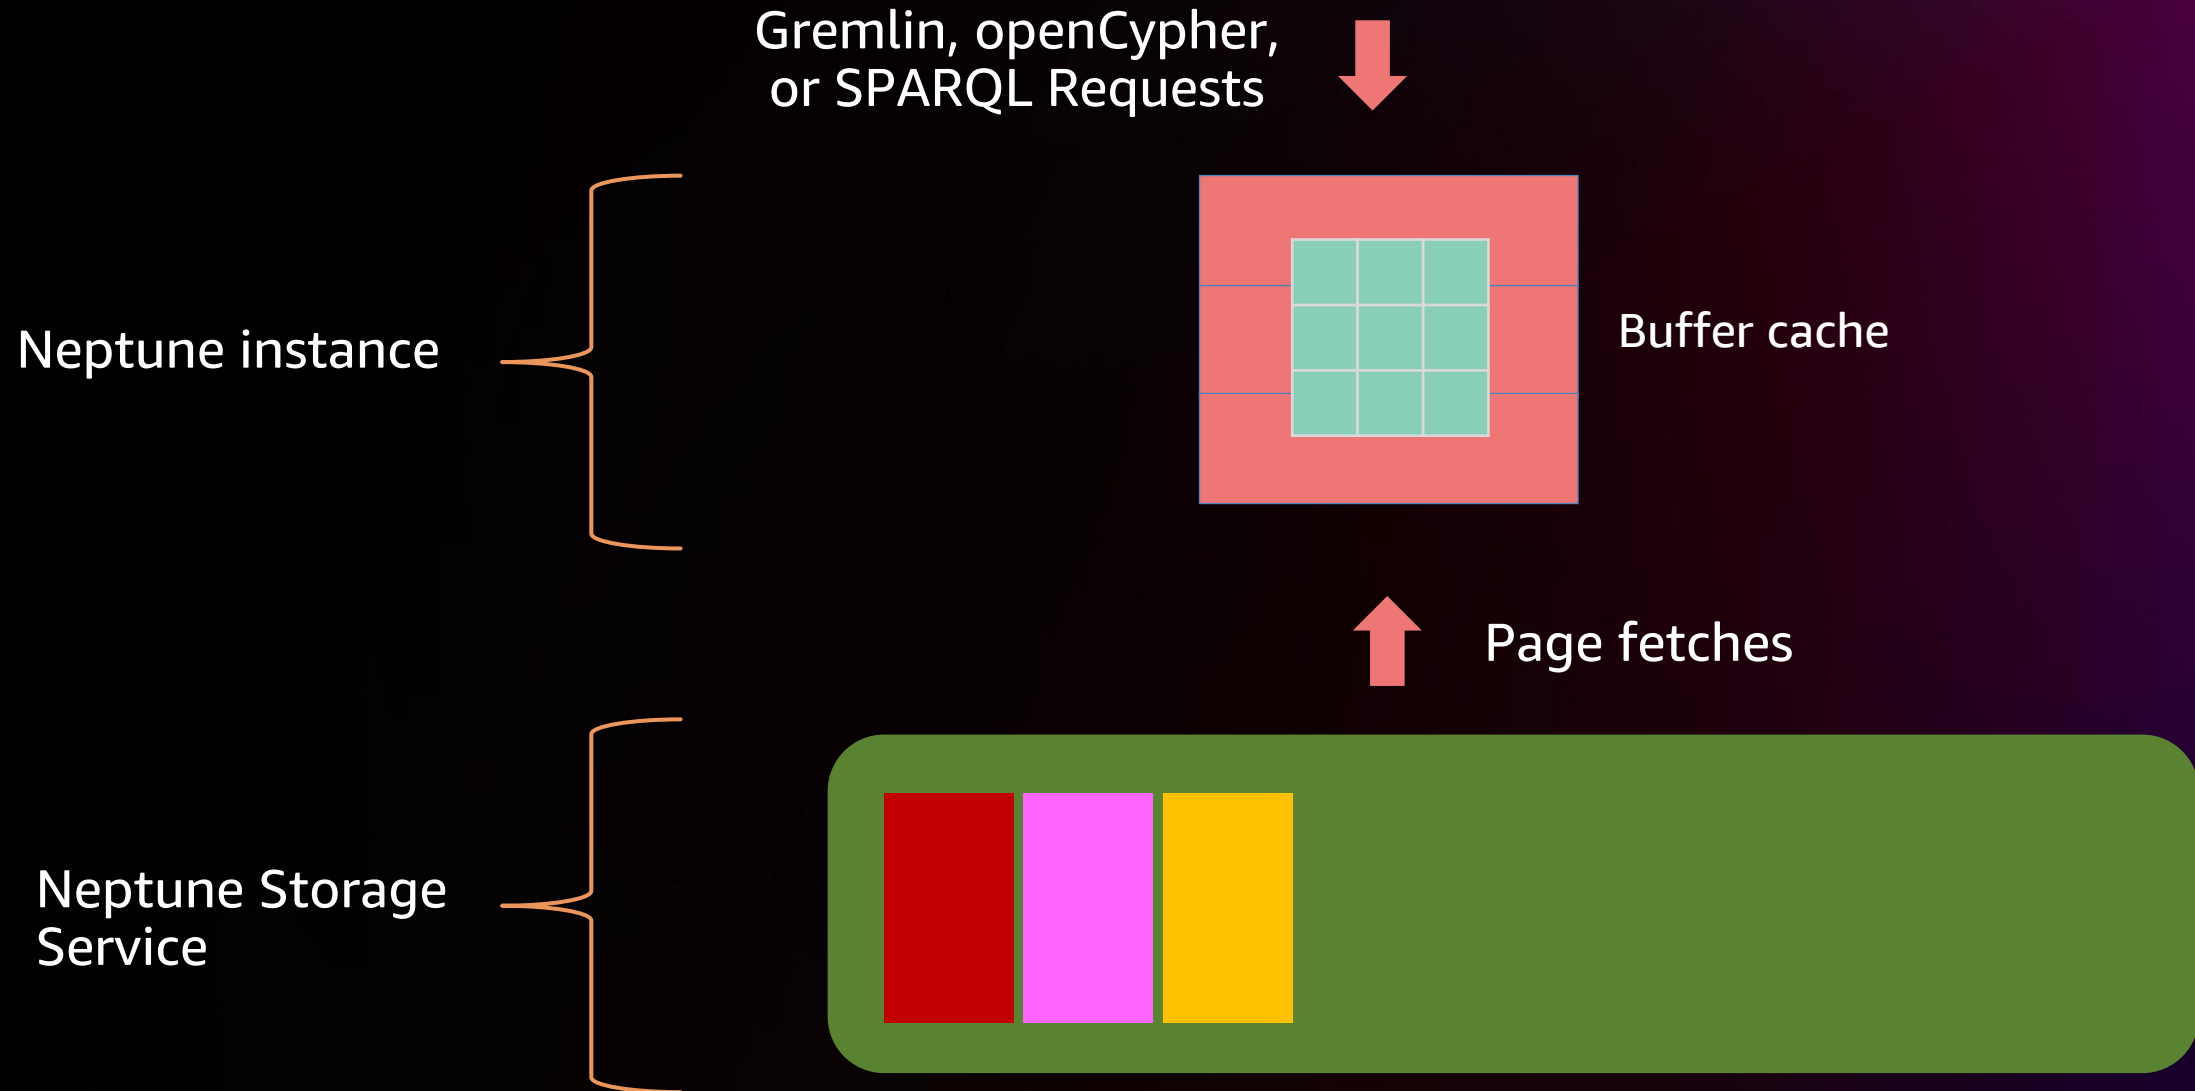 Gremlin, openCypher,
or SPARQL Requests
Neptune instance
Buffer cache
Page fetches
Neptune Storage
Service